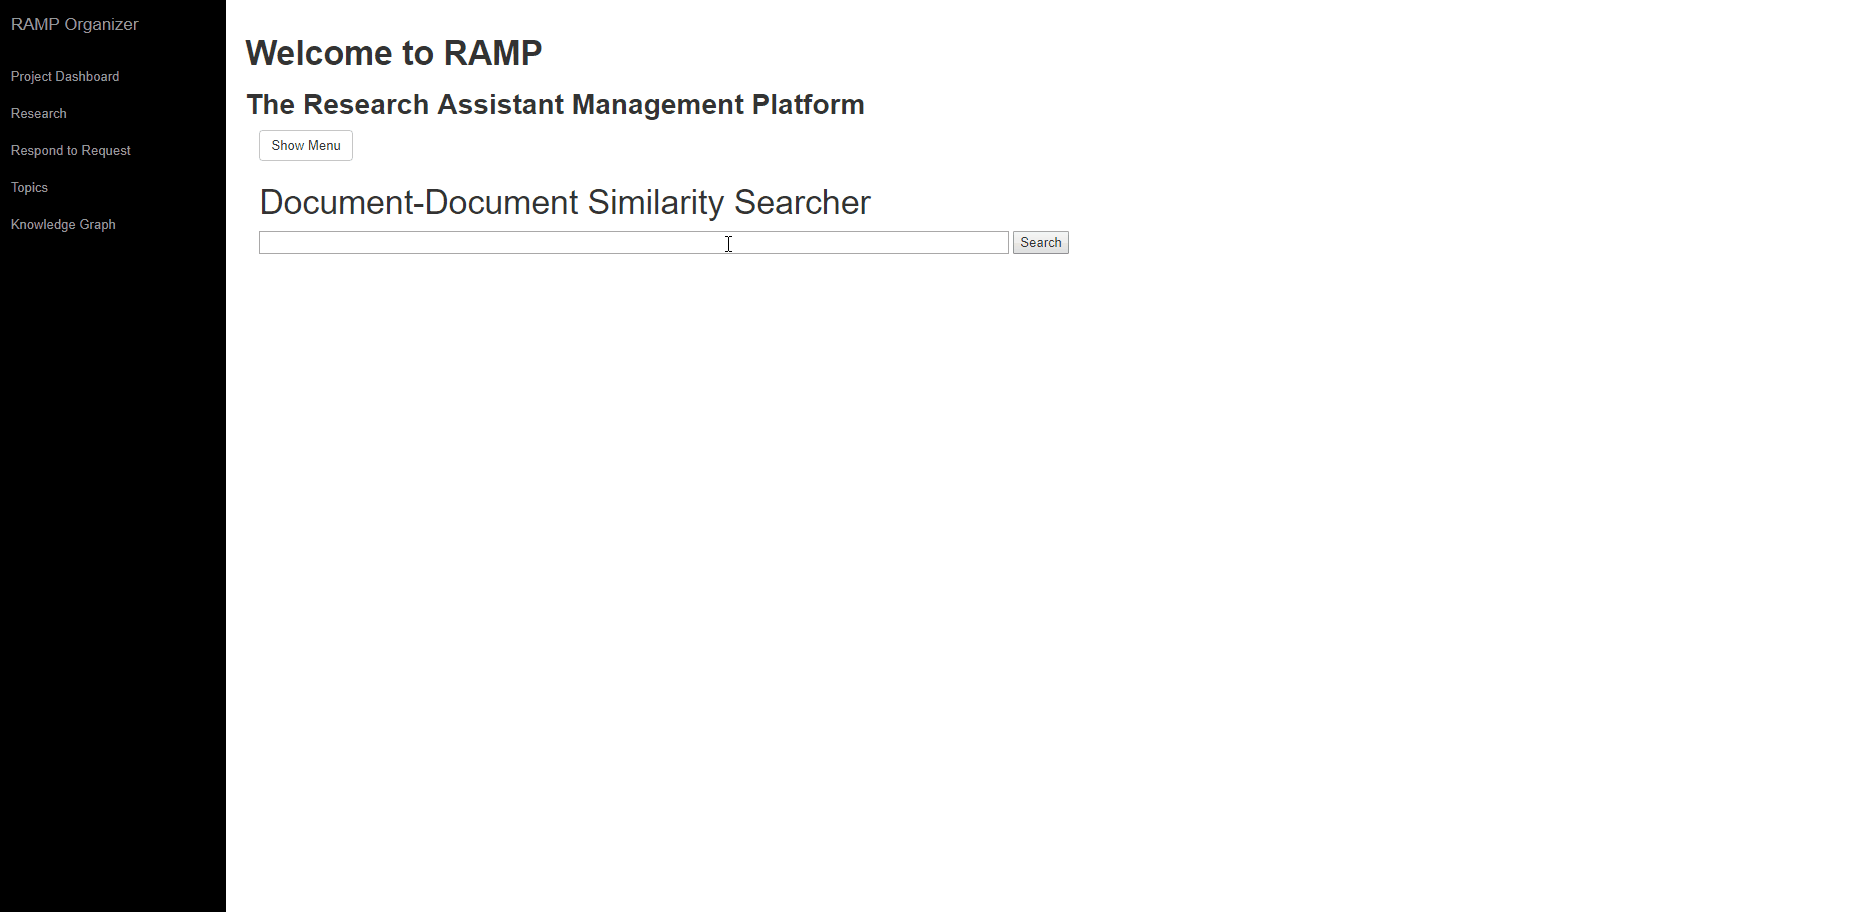 RAMP Organizer
Project Dashboard
Research
Respond to Request
Topics
Knowledge Graph
Welcome to RAMP
The Research Assistant Management Platform
Show Menu
Document-Document Similarity Searcher
Search